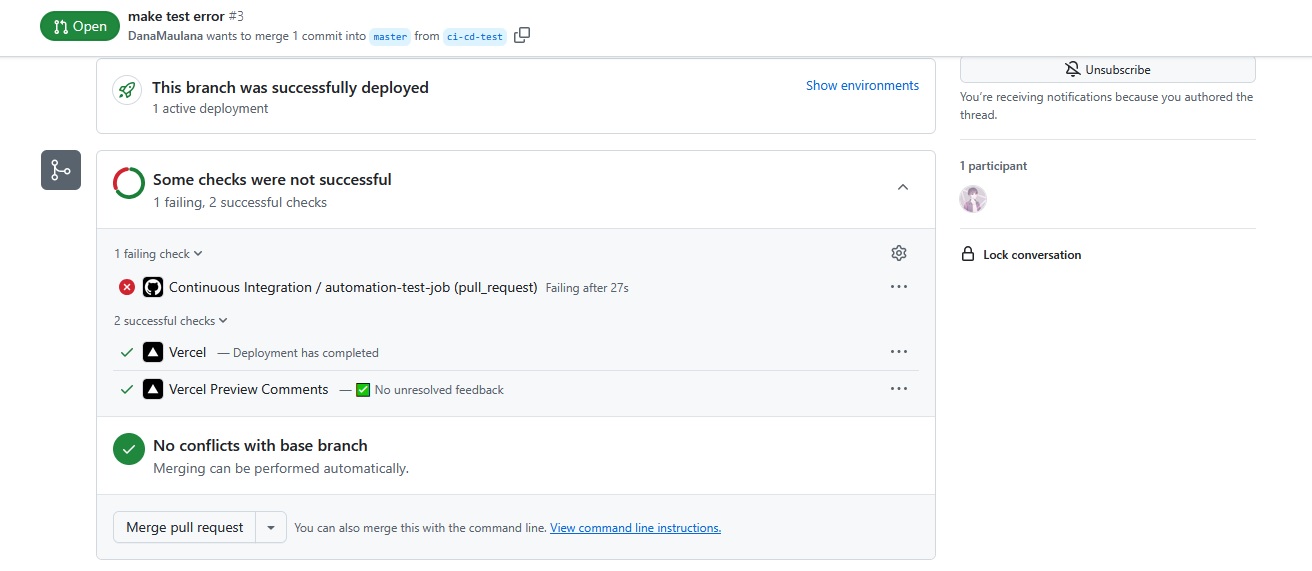 Open
make test error #3
DanaMaulana wants to merge 1 commit into master from ci-cd-test
This branch was successfully deployed
1 active deployment
Show environments
Unsubscribe
You're receiving notifications because you authored the
thread.
1 participant
Lock conversation
Some checks were not successful
1 failing, 2 successful checks
1 failing check
Continuous Integration / automation-test-job (pull_request) Failing after 27s
2 successful checks
Vercel — Deployment has completed
Vercel Preview Comments — ✅ No unresolved feedback
No conflicts with base branch
Merging can be performed automatically.
Merge pull request
You can also merge this with the command line. View command line instructions.